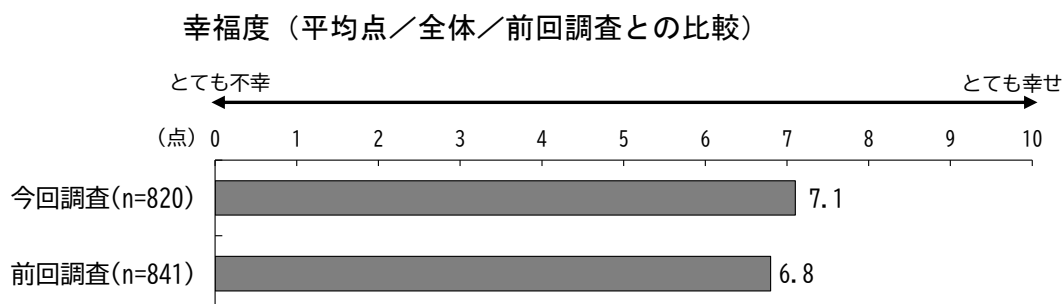 幸福度（平均点／全体／前回調査との比較）
とても不幸 とても幸せ
(点) 0 1 2 3 4 5 6 7 8 9 10
今回調査(n=820) 7.1
前回調査(n=841) 6.8